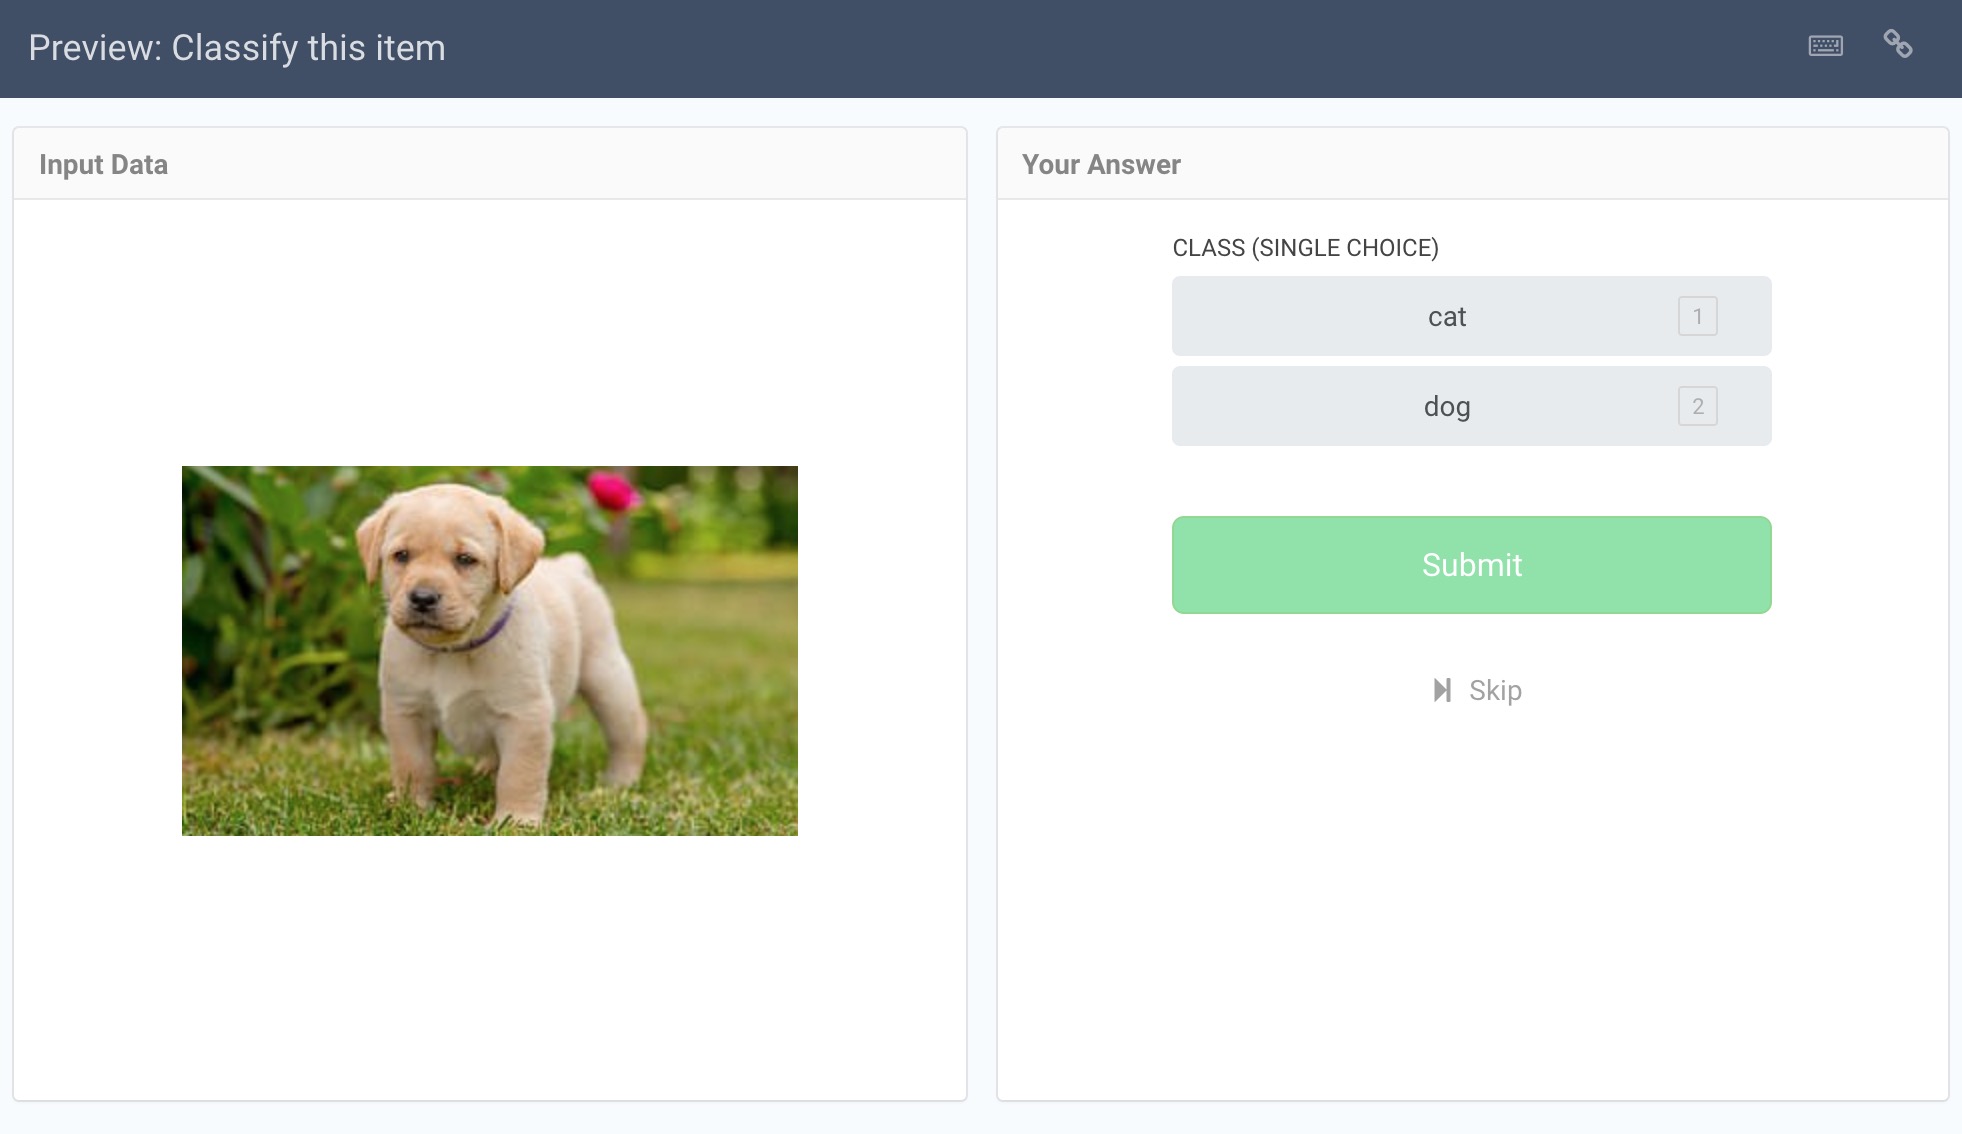 Preview: Classify this item
Input Data
Your Answer
CLASS (SINGLE CHOICE)
cat 1
dog 2
Submit
Skip